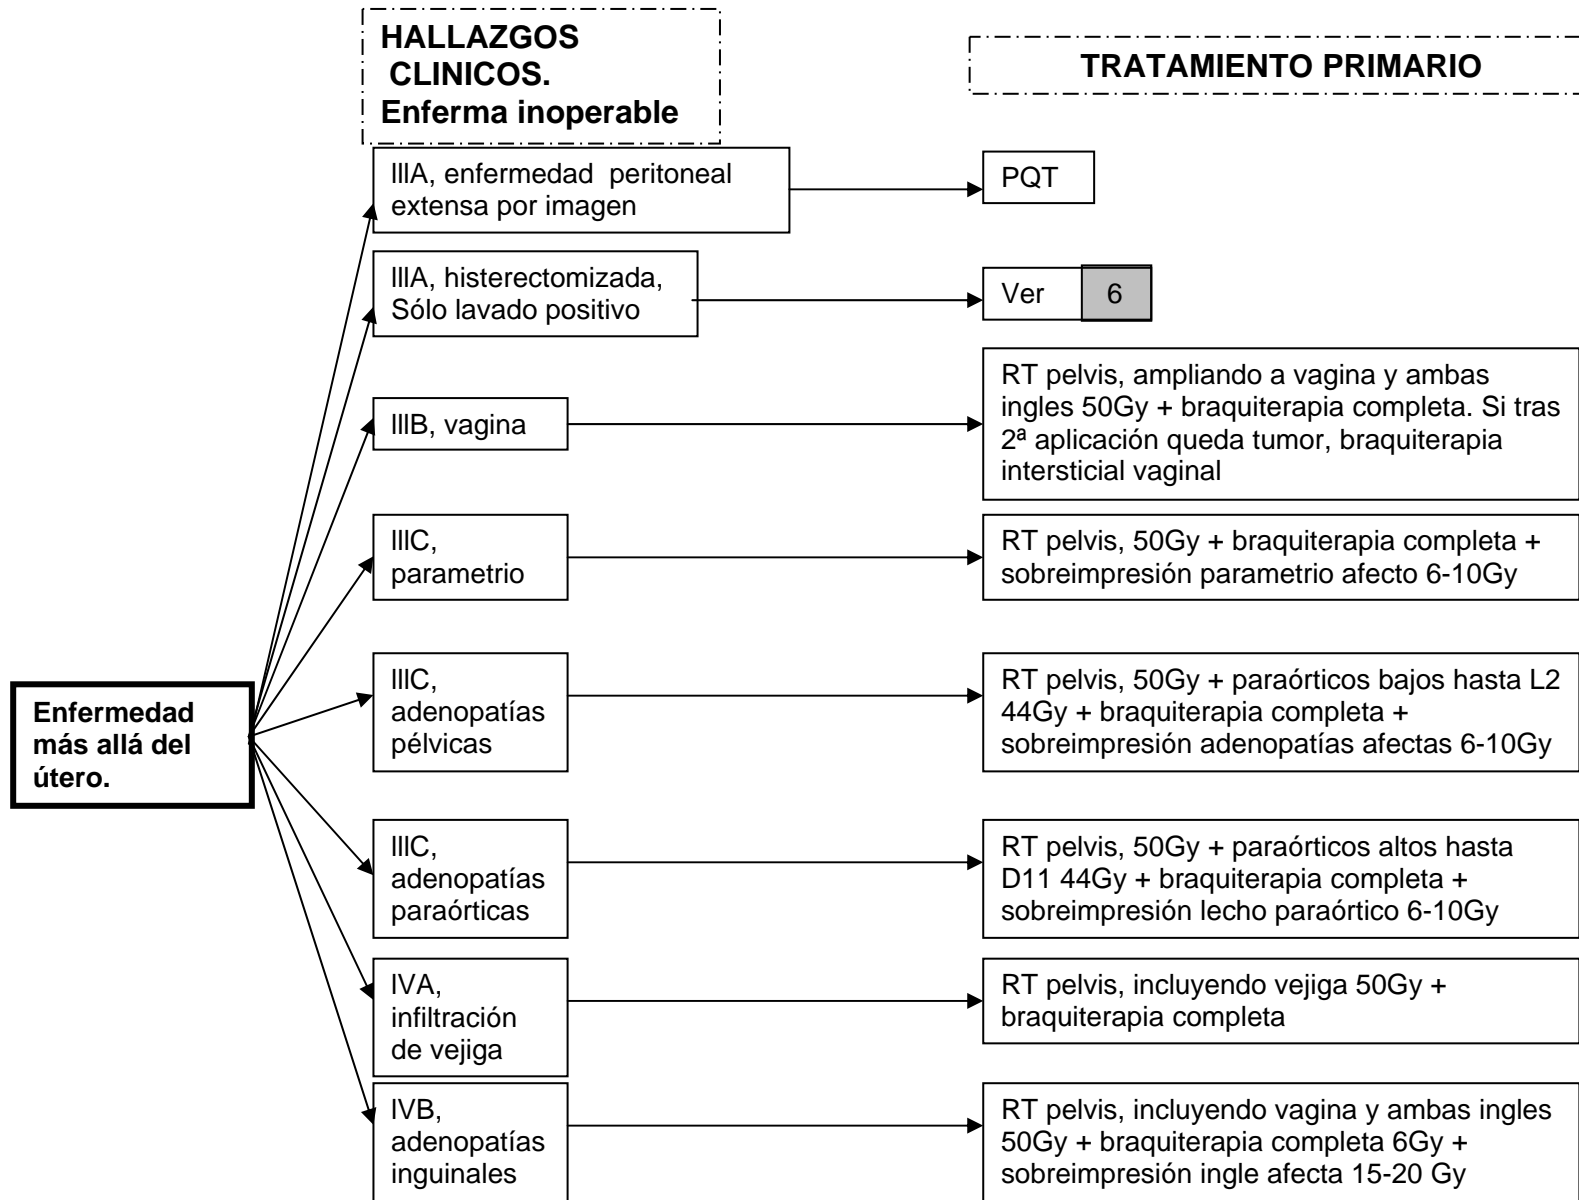 HALLAZGOS
CLINICOS.
Enferma inoperable
TRATAMIENTO PRIMARIO
IIIA, enfermedad peritoneal
extensa por imagen
PQT
IIIA, histerectomizada,
Sólo lavado positivo
Ver 6
IIIB, vagina
RT pelvis, ampliando a vagina y ambas
ingles 50Gy + braquiterapia completa. Si tras
2ª aplicación queda tumor, braquiterapia
intersticial vaginal
IIIC,
parametrio
RT pelvis, 50Gy + braquiterapia completa +
sobreimpresión parametrio afecto 6-10Gy
Enfermedad
más allá del
útero.
IIIC,
adenopatías
pélvicas
RT pelvis, 50Gy + paraórticos bajos hasta L2
44Gy + braquiterapia completa +
sobreimpresión adenopatías afectas 6-10Gy
IIIC,
adenopatías
paraórticas
RT pelvis, 50Gy + paraórticos altos hasta
D11 44Gy + braquiterapia completa +
sobreimpresión lecho paraórtico 6-10Gy
IVA,
infiltración
de vejiga
RT pelvis, incluyendo vejiga 50Gy +
braquiterapia completa
IVB,
adenopatías
inguinales
RT pelvis, incluyendo vagina y ambas ingles
50Gy + braquiterapia completa 6Gy +
sobreimpresión ingle afecta 15-20 Gy